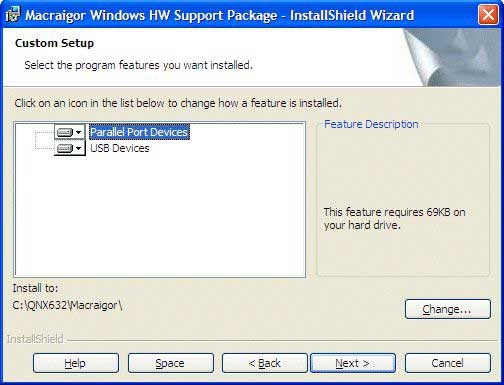 Macraigor Windows HW Support Package - InstallShield Wizard
Custom Setup
Select the program features you want installed.
Click on an icon in the list below to change how a feature is installed.
Parallel Port Devices
USB Devices
Feature Description
This feature requires 69KB on
your hard drive.
Install to:
C:\QNX632\Macraigor\
Change...
InstallShield
Help
Space
< Back
Next >
Cancel